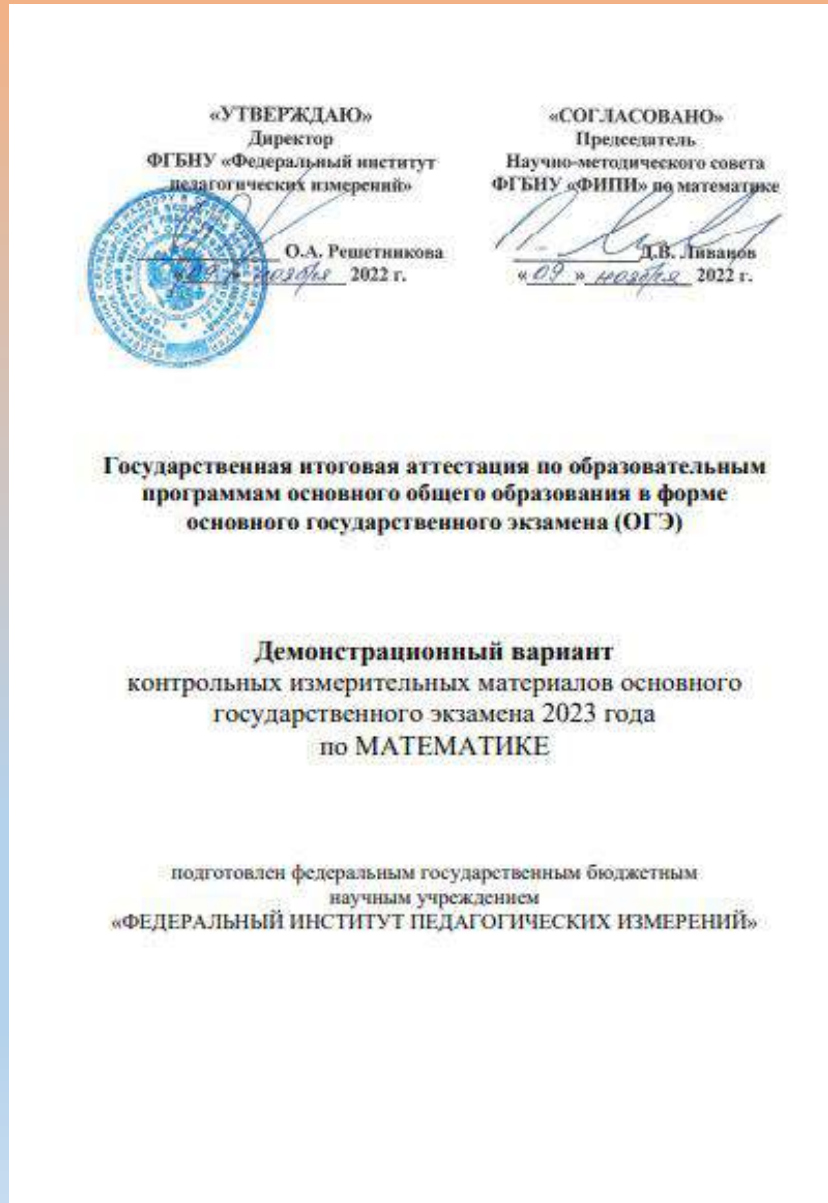 «УТВЕРЖДАЮ»
Директор
ФГБНУ «Федеральный институт
педагогических измерений»
О.А. Решетникова
«09» ноября 2022 г.
«СОГЛАСОВАНО»
Председатель
Научно-методического совета
ФГБНУ «ФИПИ» по математике
Д.В. Ливанов
«09» ноября 2022 г.
Государственная итоговая аттестация по образовательным
программам основного общего образования в форме
основного государственного экзамена (ОГЭ)
Демонстрационный вариант
контрольных измерительных материалов основного
государственного экзамена 2023 года
по МАТЕМАТИКЕ
подготовлен федеральным государственным бюджетным
научным учреждением
«ФЕДЕРАЛЬНЫЙ ИНСТИТУТ ПЕДАГОГИЧЕСКИХ ИЗМЕРЕНИЙ»